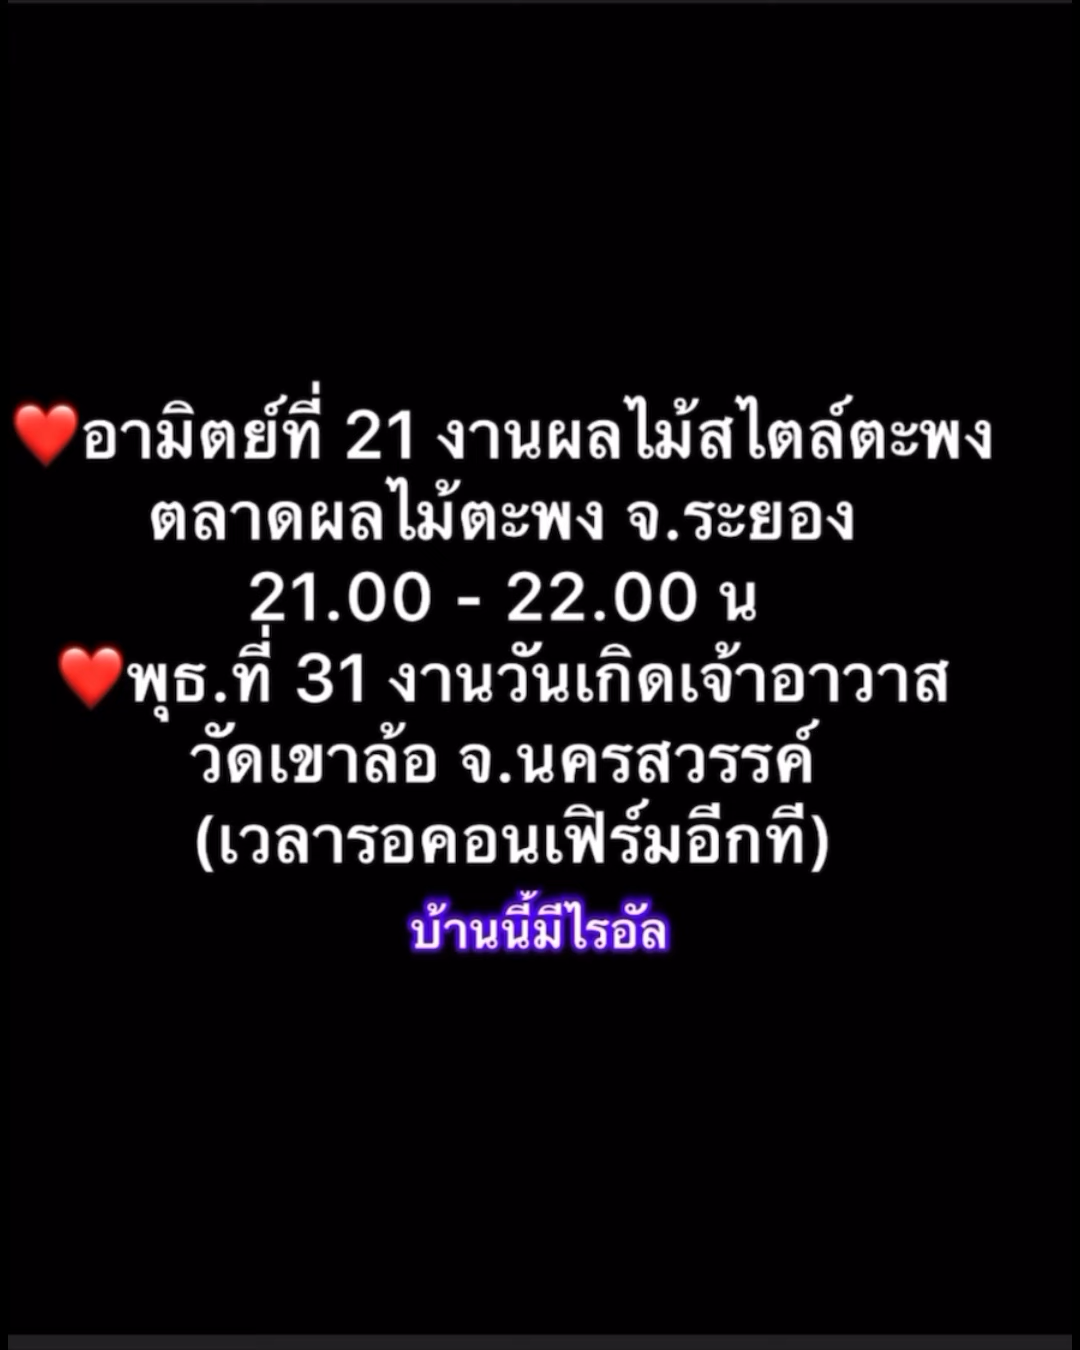 ❤️อามิตย์ที่ 21 งานผลไม้สไตล์ตะพง
ตลาดผลไม้ตะพง จ.ระยอง
21.00 - 22.00 น
❤️พุธ.ที่ 31 งานวันเกิดเจ้าอาวาส
วัดเขาล้อ จ.นครสวรรค์
(เวลารอคอนเฟิร์มอีกที)
บ้านนี้มีไรอัล